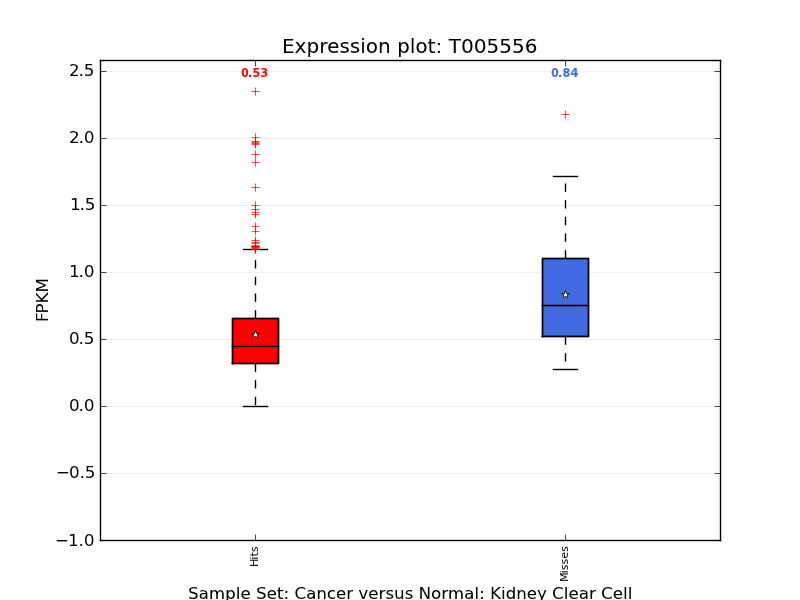 Expression plot: T005556
0.53
0.84
2.5
2.0
1.5
1.0
0.5
0.0
−0.5
−1.0
FPKM
Hits
Misses
Sample Set: Cancer versus Normal: Kidney Clear Cell